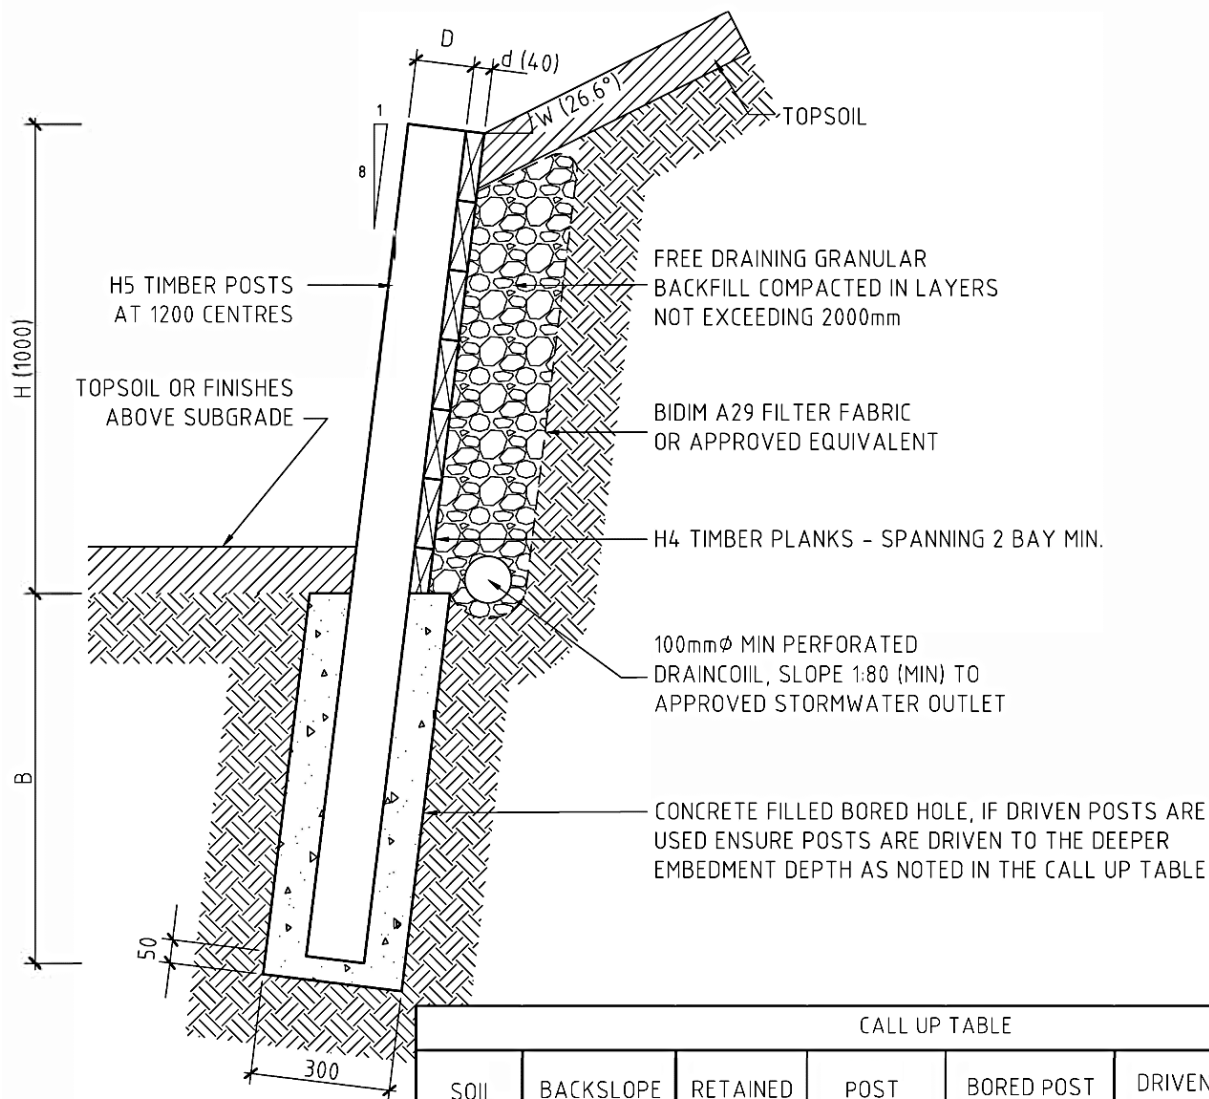 D
d (40)
W (26.6°)
TOPSOIL
1
8
H5 TIMBER POSTS
AT 1200 CENTRES
FREE DRAINING GRANULAR
BACKFILL COMPACTED IN LAYERS
NOT EXCEEDING 2000mm
H (1000)
TOPSOIL OR FINISHES
ABOVE SUBGRADE
BIDIM A29 FILTER FABRIC
OR APPROVED EQUIVALENT
H4 TIMBER PLANKS - SPANNING 2 BAY MIN.
100mmϕ MIN PERFORATED
DRAINCOIL, SLOPE 1:80 (MIN) TO
APPROVED STORMWATER OUTLET
B
CONCRETE FILLED BORED HOLE, IF DRIVEN POSTS ARE
USED ENSURE POSTS ARE DRIVEN TO THE DEEPER
EMBEDMENT DEPTH AS NOTED IN THE CALL UP TABLE
50
300
CALL UP TABLE
SOIL BACKSLOPE RETAINED POST BORED POST DRIVEN